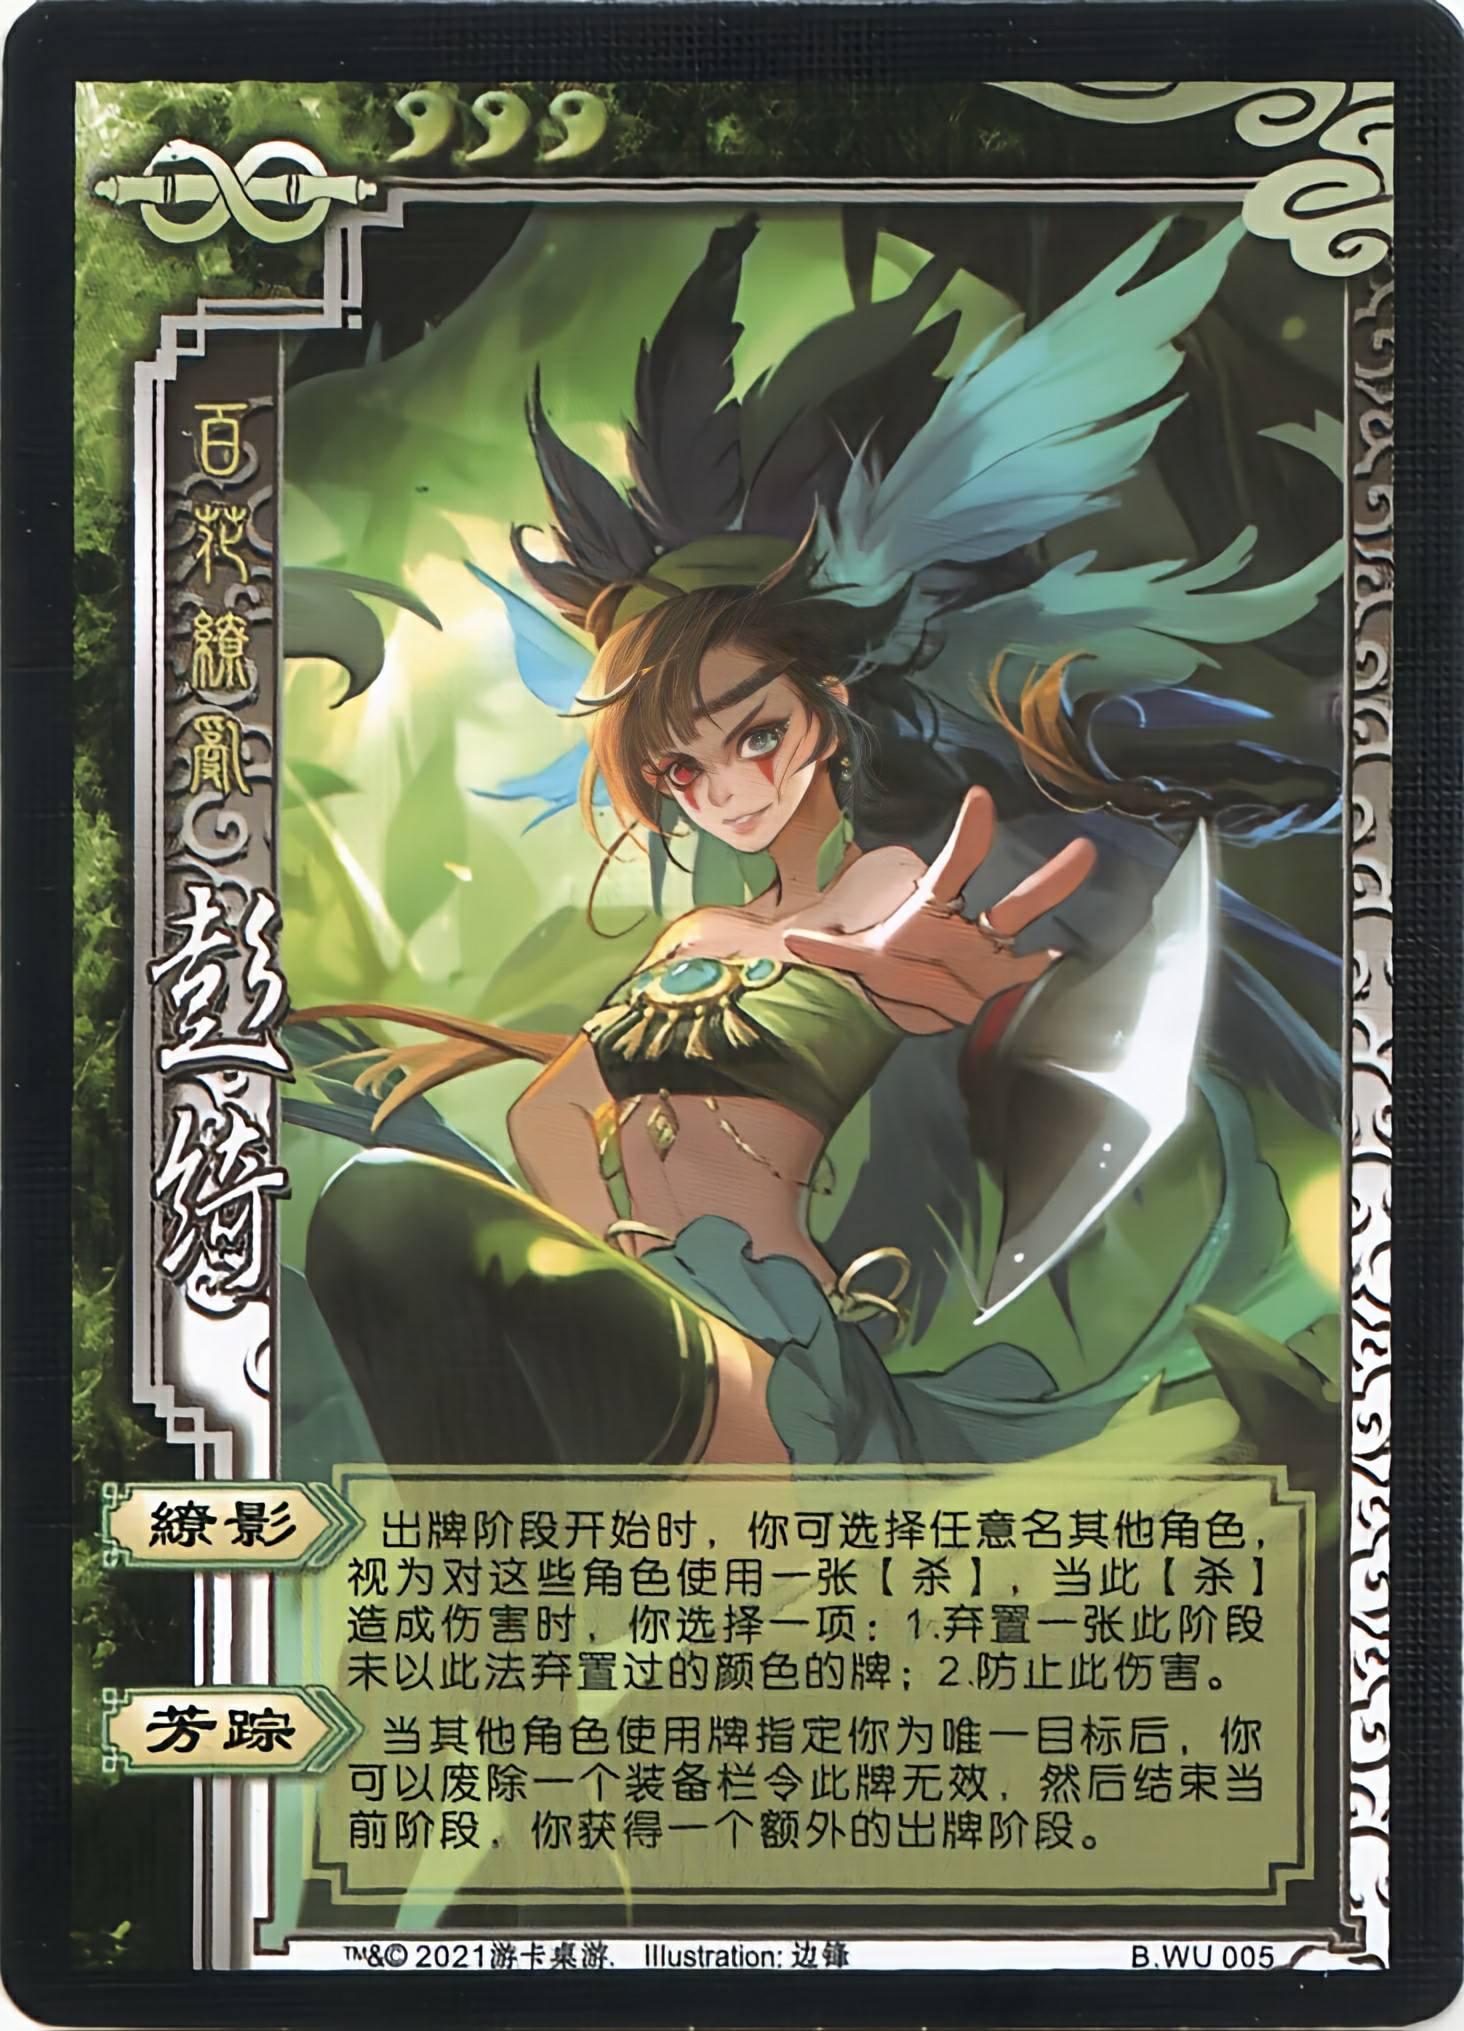 百花繚亂
彭綺
繚影
出牌阶段开始时，你可选择任意名其他角色，
视为对这些角色使用一张【杀】，当此【杀】
造成伤害时，你选择一项：1.弃置一张此阶段
未以此法弃置过的颜色的牌；2.防止此伤害。
芳踪
当其他角色使用牌指定你为唯一目标后，你
可以废除一个装备栏令此牌无效，然后结束当
前阶段，你获得一个额外的出牌阶段。
™&© 2021游卡桌游.   Illustration: 边锋
B.WU 005